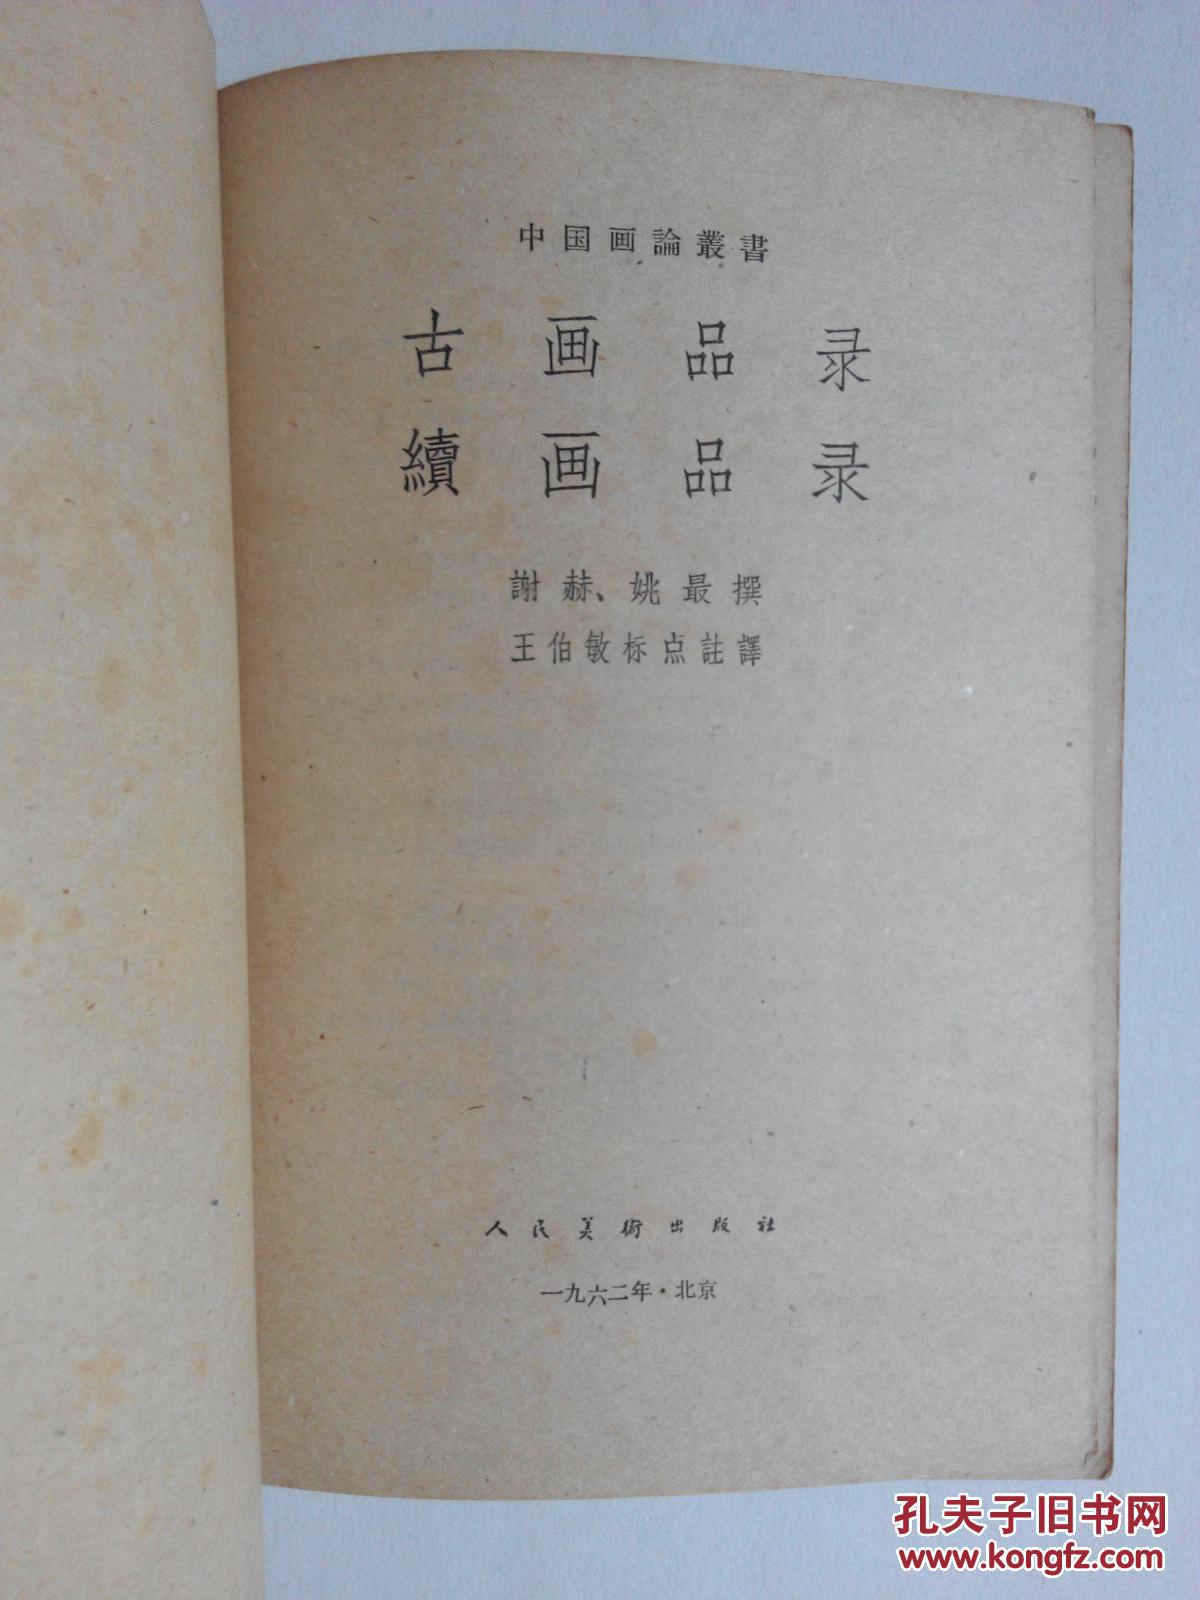 中国画論叢書
古画品录
續画品录
謝赫、姚最撰
王伯敏标点註譯
人民美術出版社
一九六二年·北京
孔夫子旧书网
www.kongfz.com